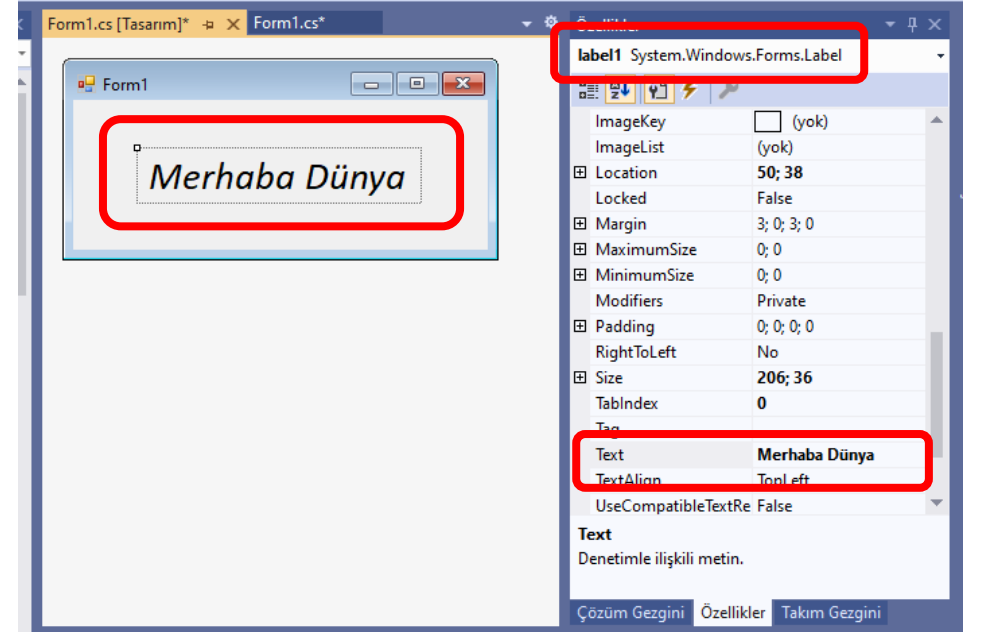 Form1.cs [Tasarım]*
Form1.cs*
Form1
Merhaba Dünya
Özellikler
label1 System.Windows.Forms.Label
ImageKey (yok)
ImageList (yok)
Location 50; 38
Locked False
Margin 3; 0; 3; 0
MaximumSize 0; 0
MinimumSize 0; 0
Modifiers Private
Padding 0; 0; 0; 0
RightToLeft No
Size 206; 36
TabIndex 0
Tag
Text Merhaba Dünya
TextAlign TopLeft
UseCompatibleTextRe False
Text
Denetimle ilişkili metin.
Çözüm Gezgini Özellikler Takım Gezgini